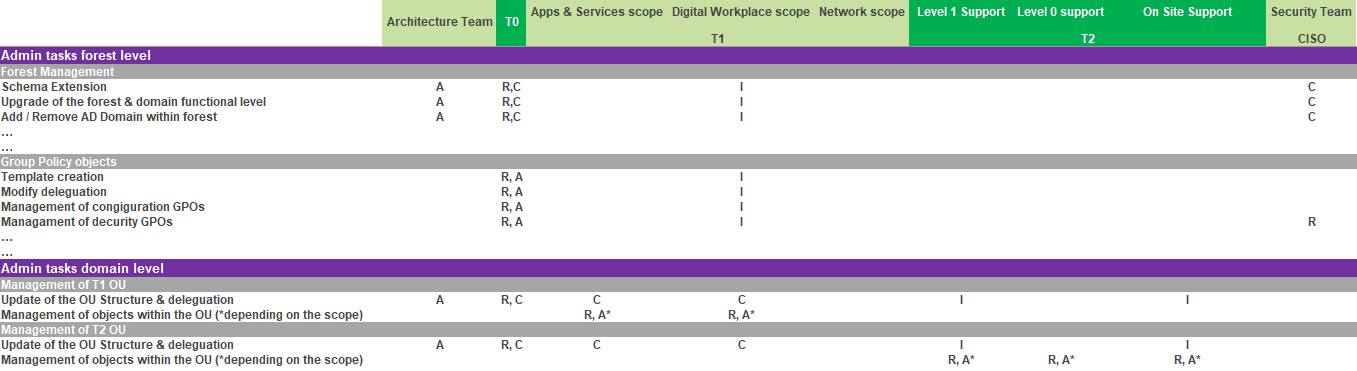 Architecture Team T0 Apps & Services scope Digital Workplace scope Network scope Level 1 Support Level 0 support On Site Support Security Team
T1 T2 CISO
Admin tasks forest level
Forest Management
Schema Extension A R,C I C
Upgrade of the forest & domain functional level A R,C I C
Add / Remove AD Domain within forest A R,C I C
...
...
Group Policy objects
Template creation R, A I
Modify deleguation R, A I
Management of congiguration GPOs R, A I
Managament of decurity GPOs R, A I R
...
...
Admin tasks domain level
Management of T1 OU
Update of the OU Structure & deleguation A R, C C C I I
Management of objects within the OU (*depending on the scope) R, A* R, A*
Management of T2 OU
Update of the OU Structure & deleguation A R, C C C I I
Management of objects within the OU (*depending on the scope) R, A* R, A* R, A*